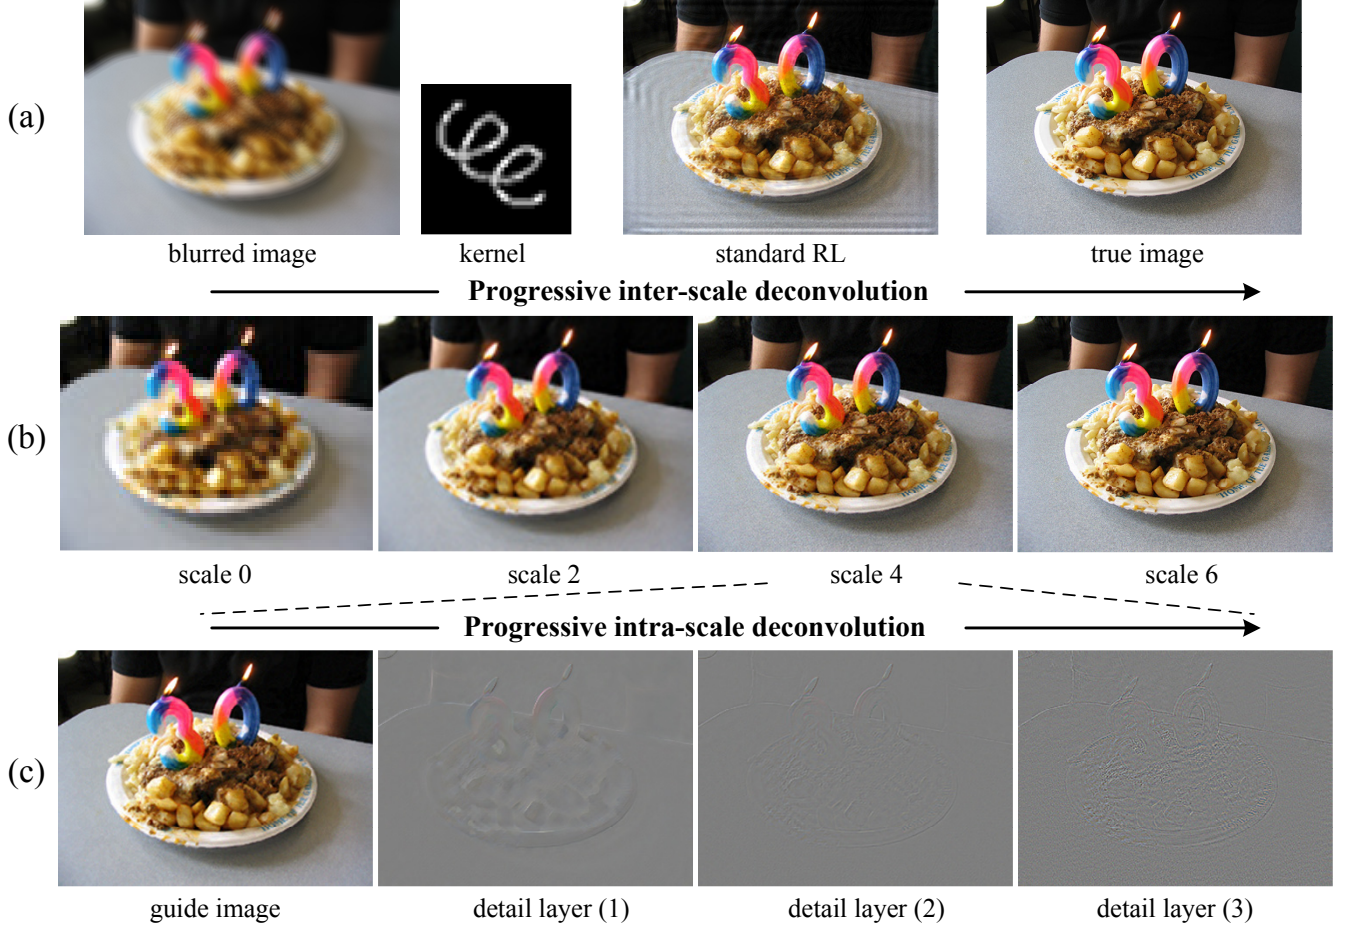 (a)
blurred image
kernel
standard RL
true image
Progressive inter-scale deconvolution
(b)
scale 0
scale 2
scale 4
scale 6
Progressive intra-scale deconvolution
(c)
guide image
detail layer (1)
detail layer (2)
detail layer (3)